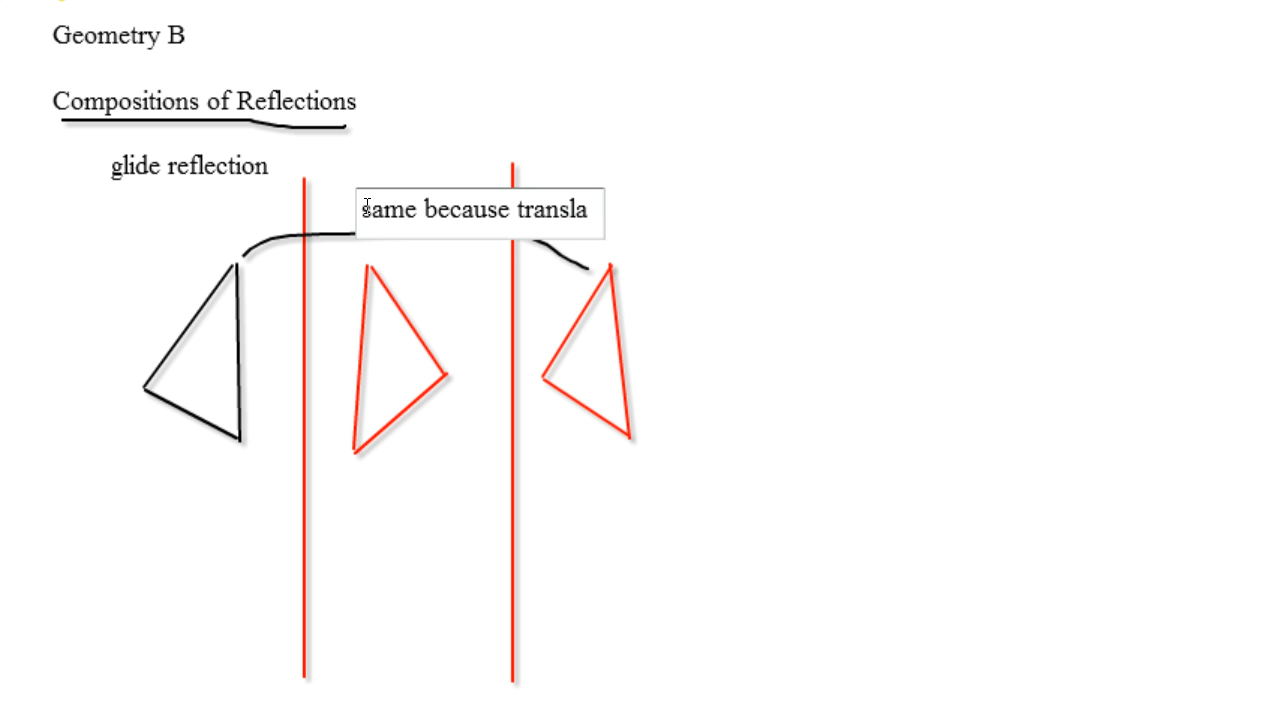 Geometry B
Compositions of Reflections
glide reflection
same because transla